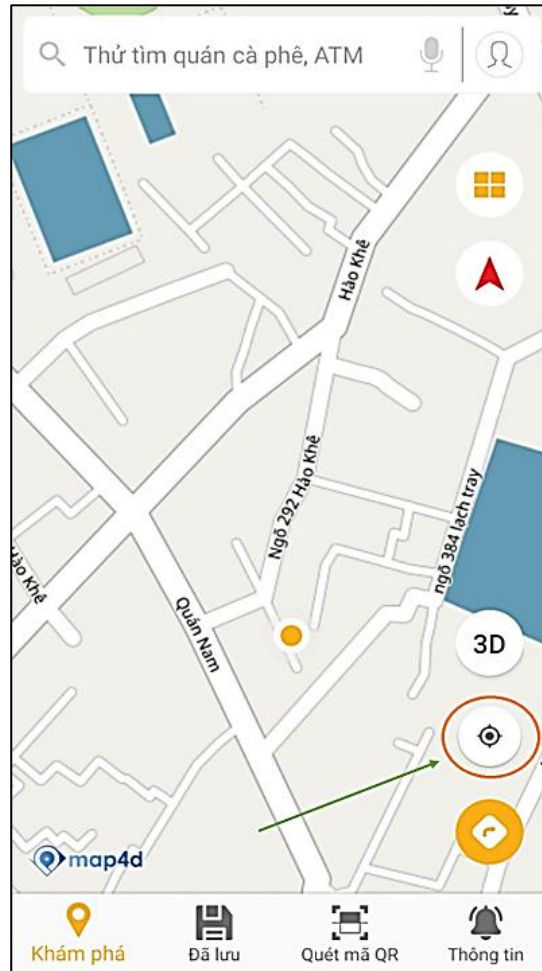 Thử tìm quán cà phê, ATM
Hào Khê
Ngõ 292 Hào Khê
ngõ 384 lạch tray
Hào Khê
Quán Nam
3D
map4d
Khám phá
Đã lưu
Quét mã QR
Thông tin